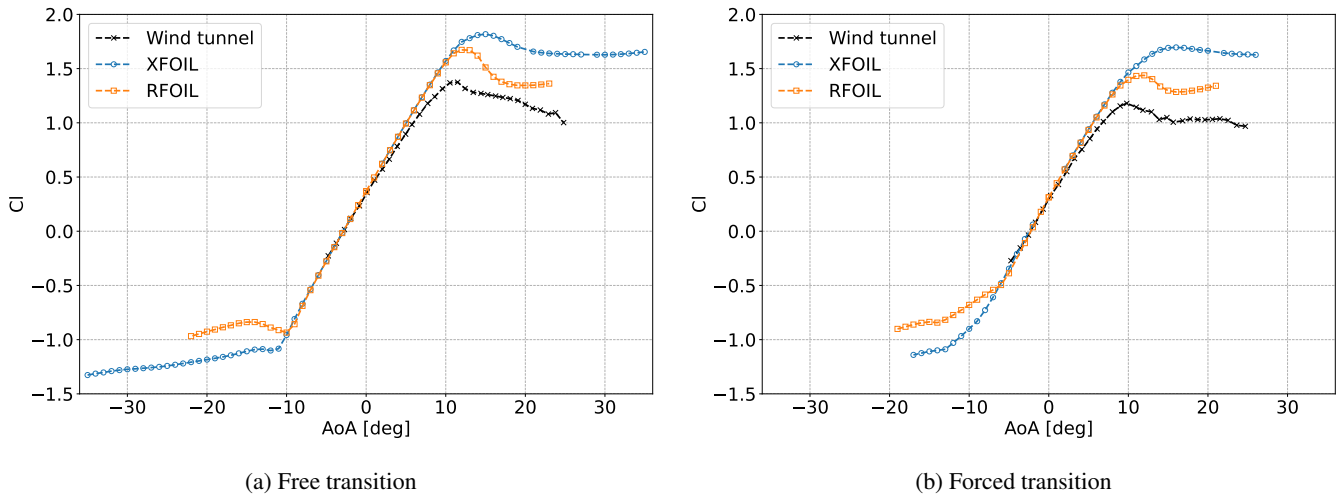 2.0
1.5
1.0
0.5
0.0
−0.5
−1.0
−1.5
Cl
Wind tunnel
XFOIL
RFOIL
−30 −20 −10 0 10 20 30
AoA [deg]
(a) Free transition
2.0
1.5
1.0
0.5
0.0
−0.5
−1.0
−1.5
Cl
Wind tunnel
XFOIL
RFOIL
−30 −20 −10 0 10 20 30
AoA [deg]
(b) Forced transition